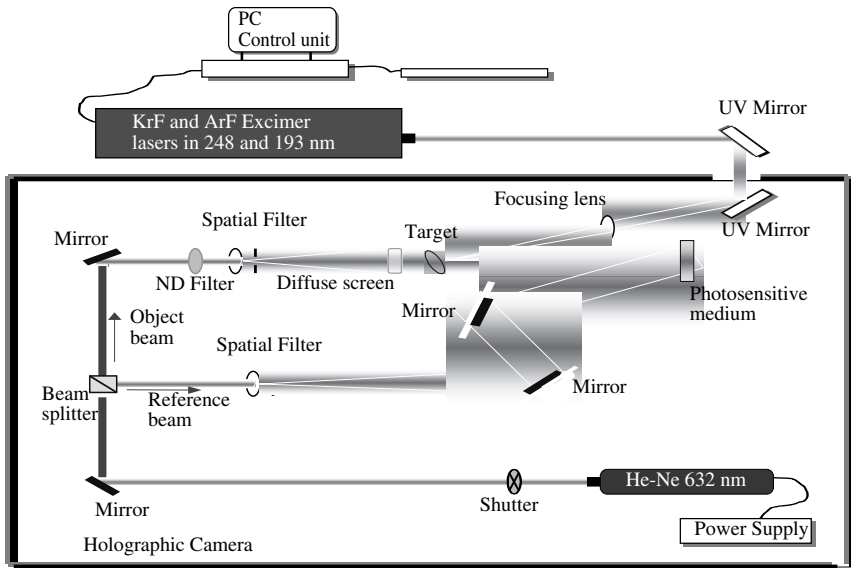 PC
Control unit
KrF and ArF Excimer
lasers in 248 and 193 nm
UV Mirror
Focusing lens
Spatial Filter
Target
UV Mirror
Mirror
ND Filter
Diffuse screen
Photosensitive
medium
Mirror
Object
beam
Spatial Filter
Mirror
Beam
splitter
Reference
beam
He-Ne 632 nm
Shutter
Mirror
Power Supply
Holographic Camera